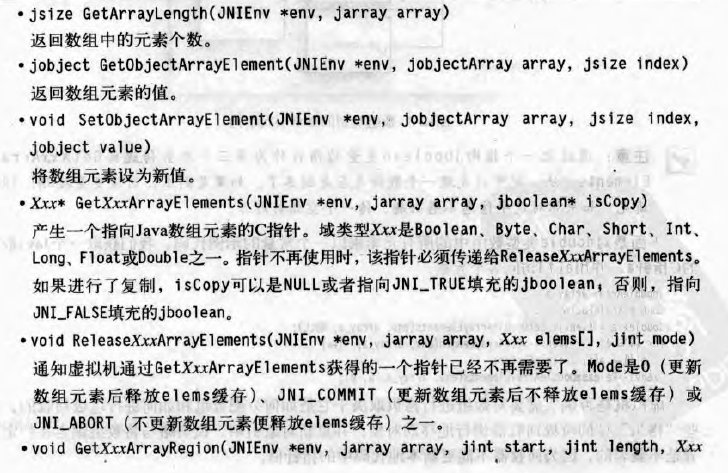 • jsize GetArrayLength(JNIEnv *env, jarray array)
返回数组中的元素个数。
• jobject GetObjectArrayElement(JNIEnv *env, jobjectArray array, jsize index)
返回数组元素的值。
• void SetObjectArrayElement(JNIEnv *env, jobjectArray array, jsize index,
jobject value)
将数组元素设为新值。
• Xxx* GetXxxArrayElements(JNIEnv *env, jarray array, jboolean* isCopy)
产生一个指向Java数组元素的C指针。域类型Xxx是Boolean、Byte、Char、Short、Int、
Long、Float或Double之一。指针不再使用时，该指针必须传递给ReleaseXxxArrayElements。
如果进行了复制，isCopy可以是NULL或者指向JNI_TRUE填充的jboolean；否则，指向
JNI_FALSE填充的jboolean。
• void ReleaseXxxArrayElements(JNIEnv *env, jarray array, Xxx elems[], jint mode)
通知虚拟机通过GetXxxArrayElements获得的一个指针已经不再需要了。Mode是0（更新
数组元素后释放elems缓存）、JNI_COMMIT（更新数组元素后不释放elems缓存）或
JNI_ABORT（不更新数组元素便释放elems缓存）之一。
• void GetXxxArrayRegion(JNIEnv *env, jarray array, jint start, jint length, Xxx